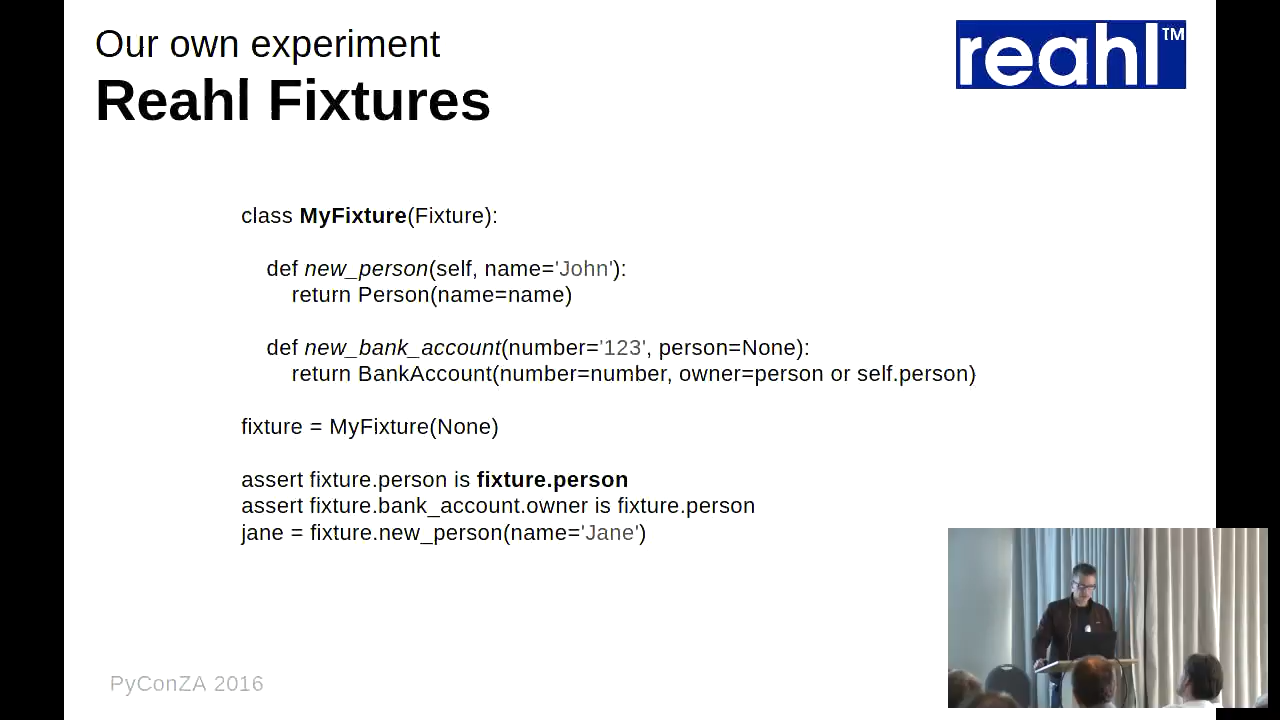 Our own experiment
Reahl Fixtures
reahl™
class MyFixture(Fixture):
def new_person(self, name='John'):
return Person(name=name)
def new_bank_account(number='123', person=None):
return BankAccount(number=number, owner=person or self.person)
fixture = MyFixture(None)
assert fixture.person is fixture.person
assert fixture.bank_account.owner is fixture.person
jane = fixture.new_person(name='Jane')
PyConZA 2016